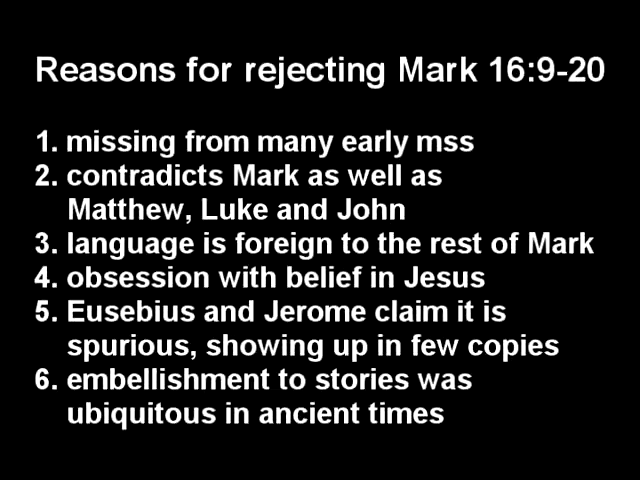 Reasons for rejecting Mark 16:9-20
1. missing from many early mss
2. contradicts Mark as well as
Matthew, Luke and John
3. language is foreign to the rest of Mark
4. obsession with belief in Jesus
5. Eusebius and Jerome claim it is
spurious, showing up in few copies
6. embellishment to stories was
ubiquitous in ancient times